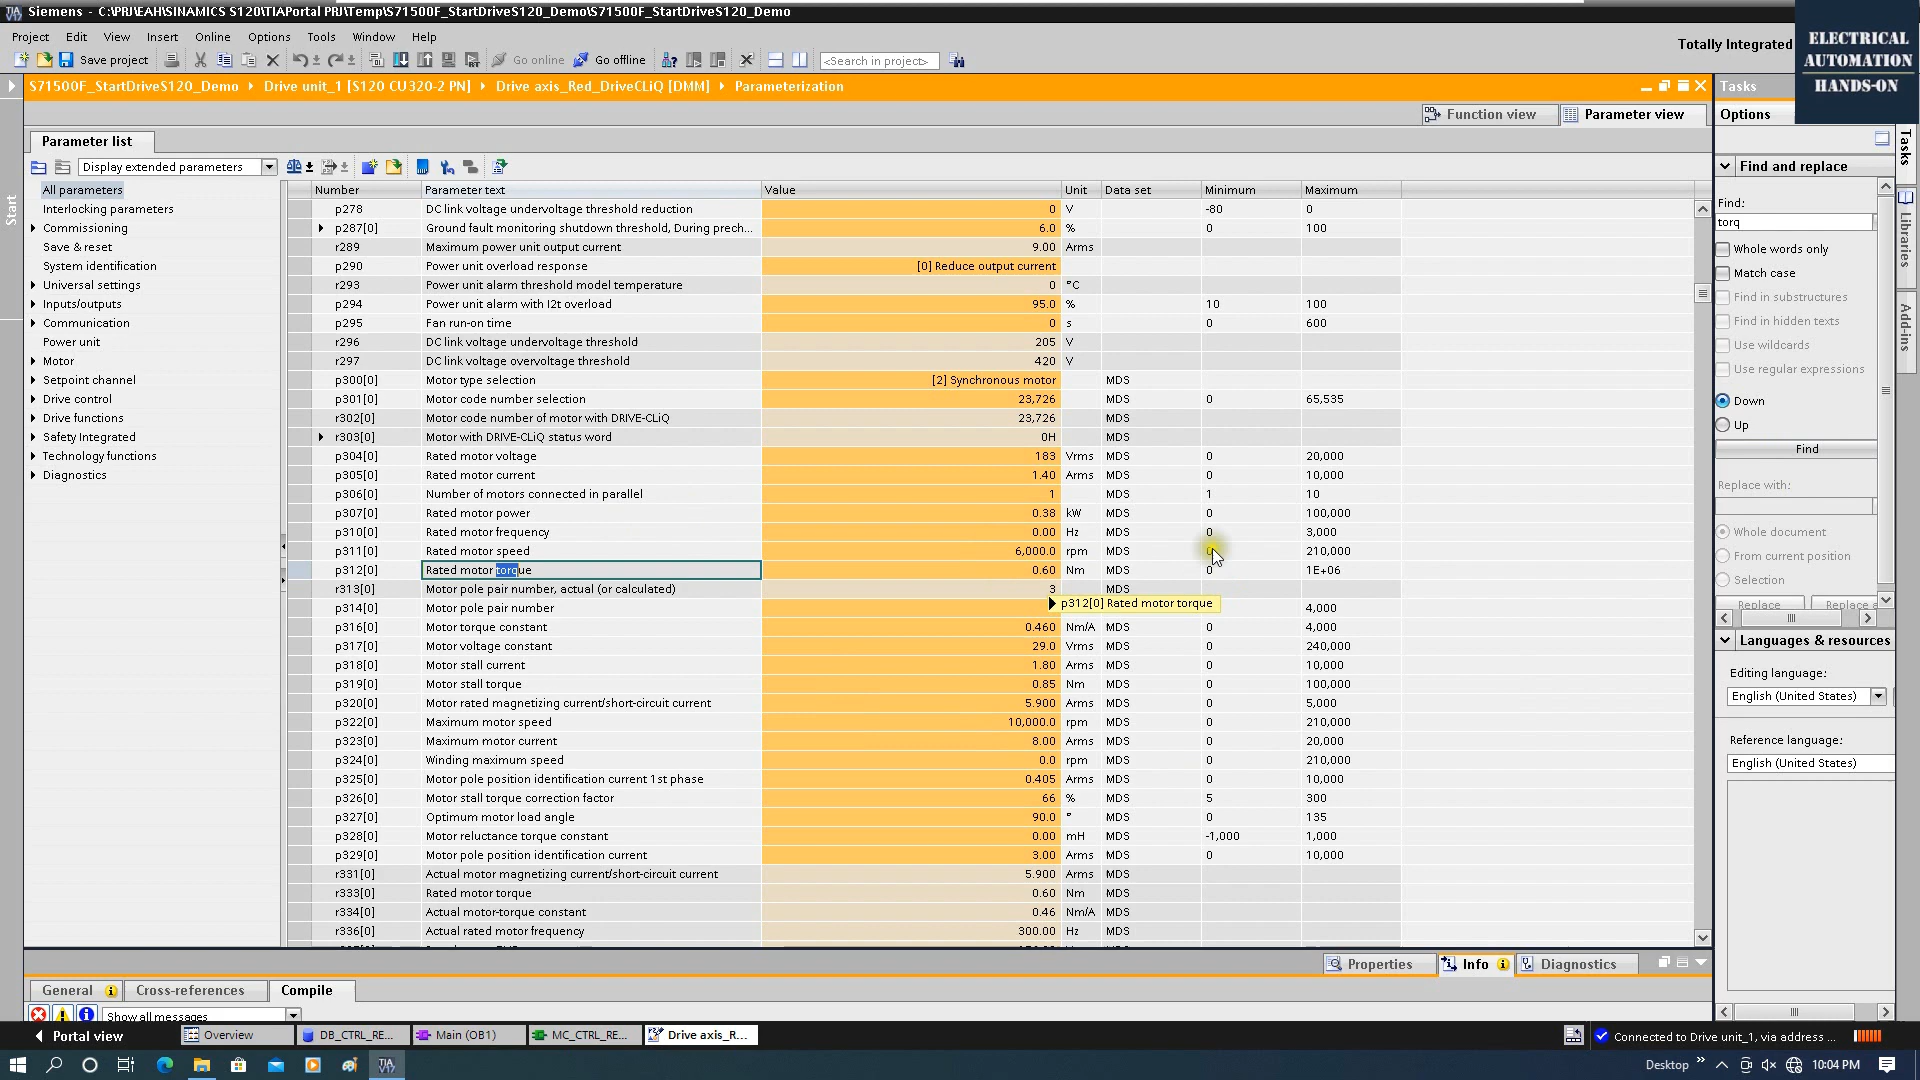 Siemens - C:\PRJ\EAH\SINAMICS S120\TIAPortal PRJ\Temp\S71500F_StartDriveS120_Demo\S71500F_StartDriveS120_Demo
Project Edit View Insert Online Options Tools Window Help
Totally Integrated
ELECTRICAL
AUTOMATION
HANDS-ON
Save project
Go online
Go offline
<Search in project>
S71500F_StartDriveS120_Demo Drive unit_1 [S120 CU320-2 PN] Drive axis_Red_DriveCLiQ [DMM] Parameterization
Function view
Parameter view
Parameter list
Display extended parameters
All parameters
Interlocking parameters
Commissioning
Save & reset
System identification
Universal settings
Inputs/outputs
Communication
Power unit
Motor
Setpoint channel
Drive control
Drive functions
Safety Integrated
Technology functions
Diagnostics
Start
Number Parameter text Value Unit Data set Minimum Maximum
p278 DC link voltage undervoltage threshold reduction 0 V -80 0
p287[0] Ground fault monitoring shutdown threshold, During prech... 6.0 % 0 100
r289 Maximum power unit output current 9.00 Arms
p290 Power unit overload response [0] Reduce output current
r293 Power unit alarm threshold model temperature 0 °C
p294 Power unit alarm with I2t overload 95.0 % 10 100
p295 Fan run-on time 0 s 0 600
r296 DC link voltage undervoltage threshold 205 V
r297 DC link voltage overvoltage threshold 420 V
p300[0] Motor type selection [2] Synchronous motor MDS
p301[0] Motor code number selection 23,726 MDS 0 65,535
r302[0] Motor code number of motor with DRIVE-CLiQ 23,726 MDS
r303[0] Motor with DRIVE-CLiQ status word 0H MDS
p304[0] Rated motor voltage 183 Vrms MDS 0 20,000
p305[0] Rated motor current 1.40 Arms MDS 0 10,000
p306[0] Number of motors connected in parallel 1 MDS 1 10
p307[0] Rated motor power 0.38 kW MDS 0 100,000
p310[0] Rated motor frequency 0.00 Hz MDS 0 3,000
p311[0] Rated motor speed 6,000.0 rpm MDS 0 210,000
p312[0] Rated motor torque 0.60 Nm MDS 0 1E+06
r313[0] Motor pole pair number, actual (or calculated) 3 MDS
p312[0] Rated motor torque
p314[0] Motor pole pair number 4,000
p316[0] Motor torque constant 0.460 Nm/A MDS 0 4,000
p317[0] Motor voltage constant 29.0 Vrms MDS 0 240,000
p318[0] Motor stall current 1.80 Arms MDS 0 10,000
p319[0] Motor stall torque 0.85 Nm MDS 0 100,000
p320[0] Motor rated magnetizing current/short-circuit current 5.900 Arms MDS 0 5,000
p322[0] Maximum motor speed 10,000.0 rpm MDS 0 210,000
p323[0] Maximum motor current 8.00 Arms MDS 0 20,000
p324[0] Winding maximum speed 0.0 rpm MDS 0 210,000
p325[0] Motor pole position identification current 1st phase 0.405 Arms MDS 0 10,000
p326[0] Motor stall torque correction factor 66 % MDS 5 300
p327[0] Optimum motor load angle 90.0 ° MDS 0 135
p328[0] Motor reluctance torque constant 0.00 mH MDS -1,000 1,000
p329[0] Motor pole position identification current 3.00 Arms MDS 0 10,000
r331[0] Actual motor magnetizing current/short-circuit current 5.900 Arms MDS
r333[0] Rated motor torque 0.60 Nm MDS
r334[0] Actual motor-torque constant 0.46 Nm/A MDS
r336[0] Actual rated motor frequency 300.00 Hz MDS
Tasks
Options
Find and replace
Find:
torq
Whole words only
Match case
Find in substructures
Find in hidden texts
Use wildcards
Use regular expressions
Down
Up
Find
Replace with:
Whole document
From current position
Selection
Replace
Languages & resources
Editing language:
English (United States)
Reference language:
English (United States)
Tasks
Libraries
Add-ins
Properties
Info
Diagnostics
General
Cross-references
Compile
Show all messages
Portal view
Overview
DB_CTRL_RE...
Main (OB1)
MC_CTRL_RE...
Drive axis_R...
Connected to Drive unit_1, via address ...
Desktop
10:04 PM